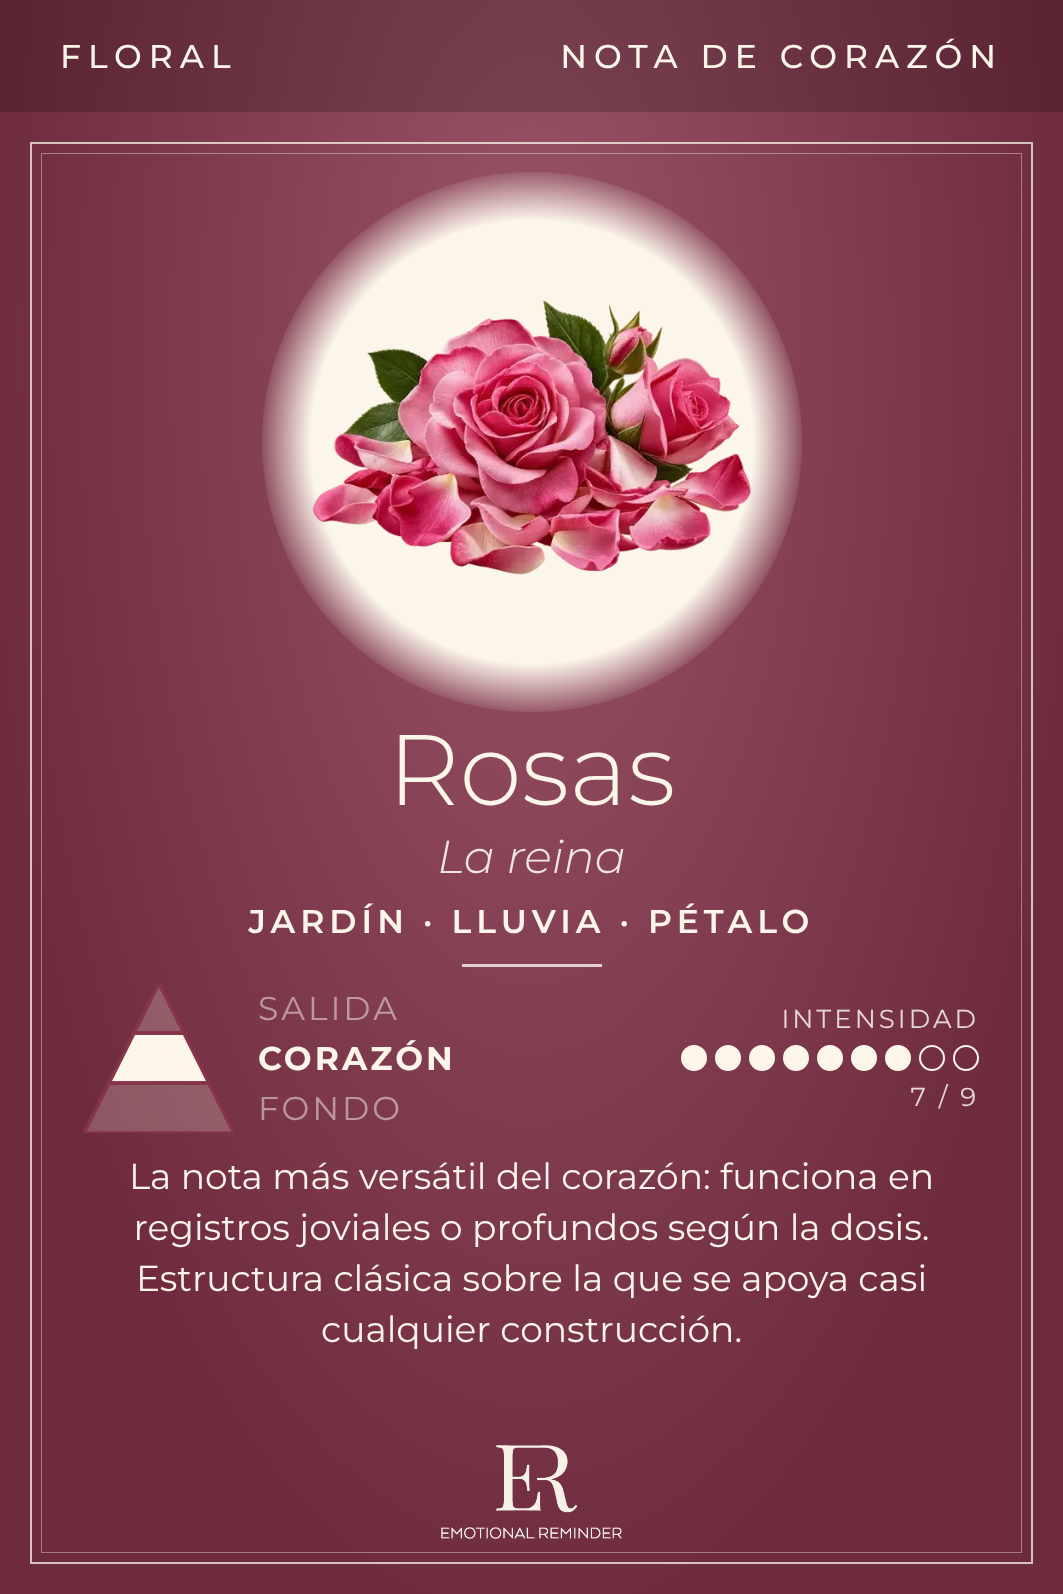 FLORAL
NOTA DE CORAZÓN
Rosas
La reina
JARDÍN · LLUVIA · PÉTALO
SALIDA
CORAZÓN
FONDO
INTENSIDAD
7 / 9
La nota más versátil del corazón: funciona en
registros joviales o profundos según la dosis.
Estructura clásica sobre la que se apoya casi
cualquier construcción.
ER
EMOTIONAL REMINDER